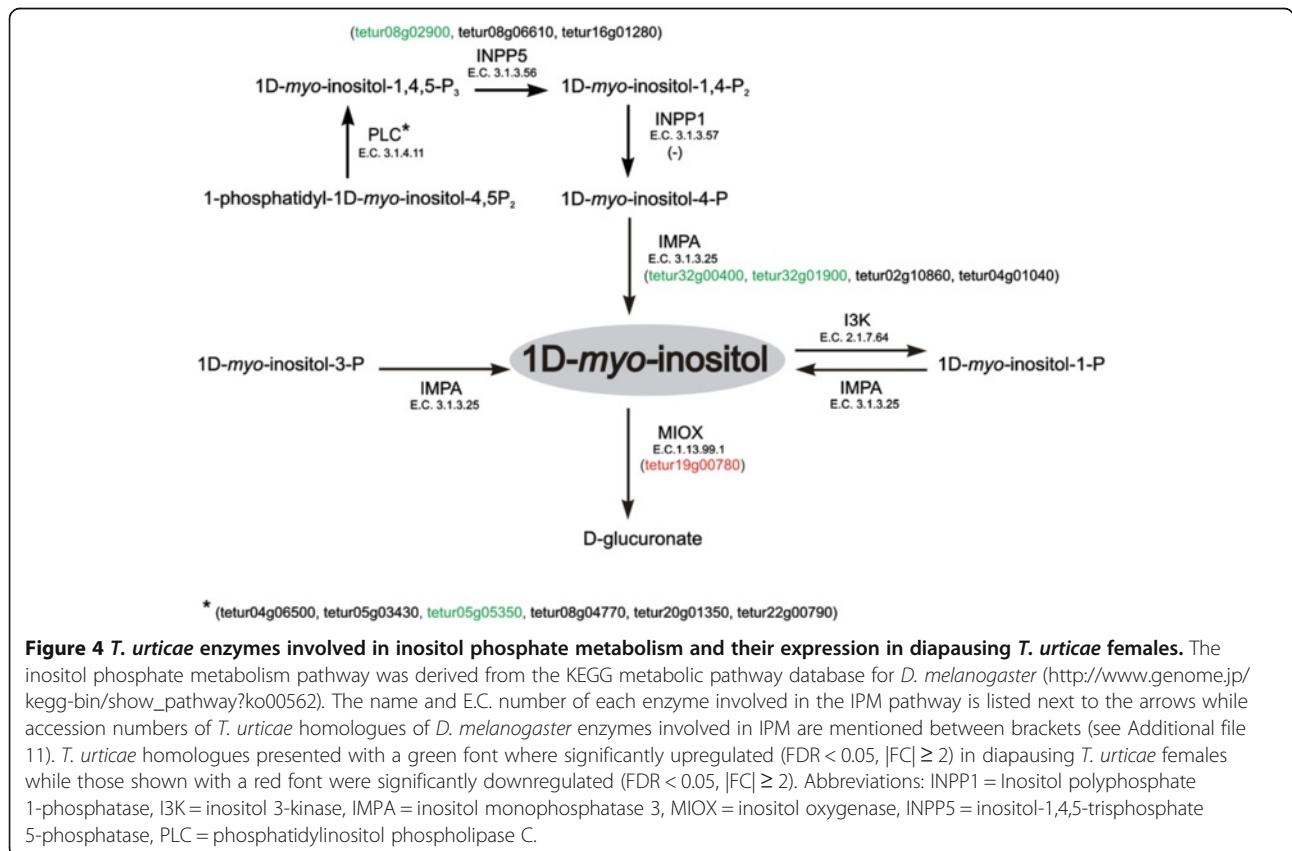 (tetur08g02900, tetur08g06610, tetur16g01280)
INPP5
E.C. 3.1.3.56
1D-myo-inositol-1,4,5-P3
1D-myo-inositol-1,4-P2
PLC*
E.C. 3.1.4.11
INPP1
E.C. 3.1.3.57
(-)
1-phosphatidyl-1D-myo-inositol-4,5P2
1D-myo-inositol-4-P
IMPA
E.C. 3.1.3.25
(tetur32g00400, tetur32g01900, tetur02g10860, tetur04g01040)
I3K
E.C. 2.1.7.64
1D-myo-inositol-3-P
1D-myo-inositol
1D-myo-inositol-1-P
IMPA
E.C. 3.1.3.25
IMPA
E.C. 3.1.3.25
MIOX
E.C.1.13.99.1
(tetur19g00780)
D-glucuronate
* (tetur04g06500, tetur05g03430, tetur05g05350, tetur08g04770, tetur20g01350, tetur22g00790)
Figure 4 T. urticae enzymes involved in inositol phosphate metabolism and their expression in diapausing T. urticae females. The
inositol phosphate metabolism pathway was derived from the KEGG metabolic pathway database for D. melanogaster (http://www.genome.jp/
kegg-bin/show_pathway?ko00562). The name and E.C. number of each enzyme involved in the IPM pathway is listed next to the arrows while
accession numbers of T. urticae homologues of D. melanogaster enzymes involved in IPM are mentioned between brackets (see Additional file
11). T. urticae homologues presented with a green font where significantly upregulated (FDR < 0.05, |FC| ≥ 2) in diapausing T. urticae females
while those shown with a red font were significantly downregulated (FDR < 0.05, |FC| ≥ 2). Abbreviations: INPP1 = Inositol polyphosphate
1-phosphatase, I3K = inositol 3-kinase, IMPA = inositol monophosphatase 3, MIOX = inositol oxygenase, INPP5 = inositol-1,4,5-trisphosphate
5-phosphatase, PLC = phosphatidylinositol phospholipase C.